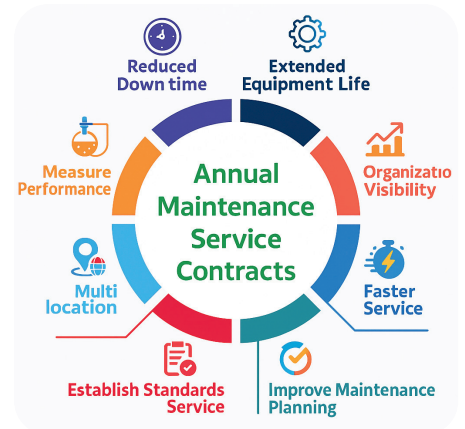 Reduced
Down time
Extended
Equipment Life
Measure
Performance
Organizatio
Visibility
Annual
Maintenance
Service
Contracts
Multi
location
Faster
Service
Establish Standards
Service
Improve Maintenance
Planning